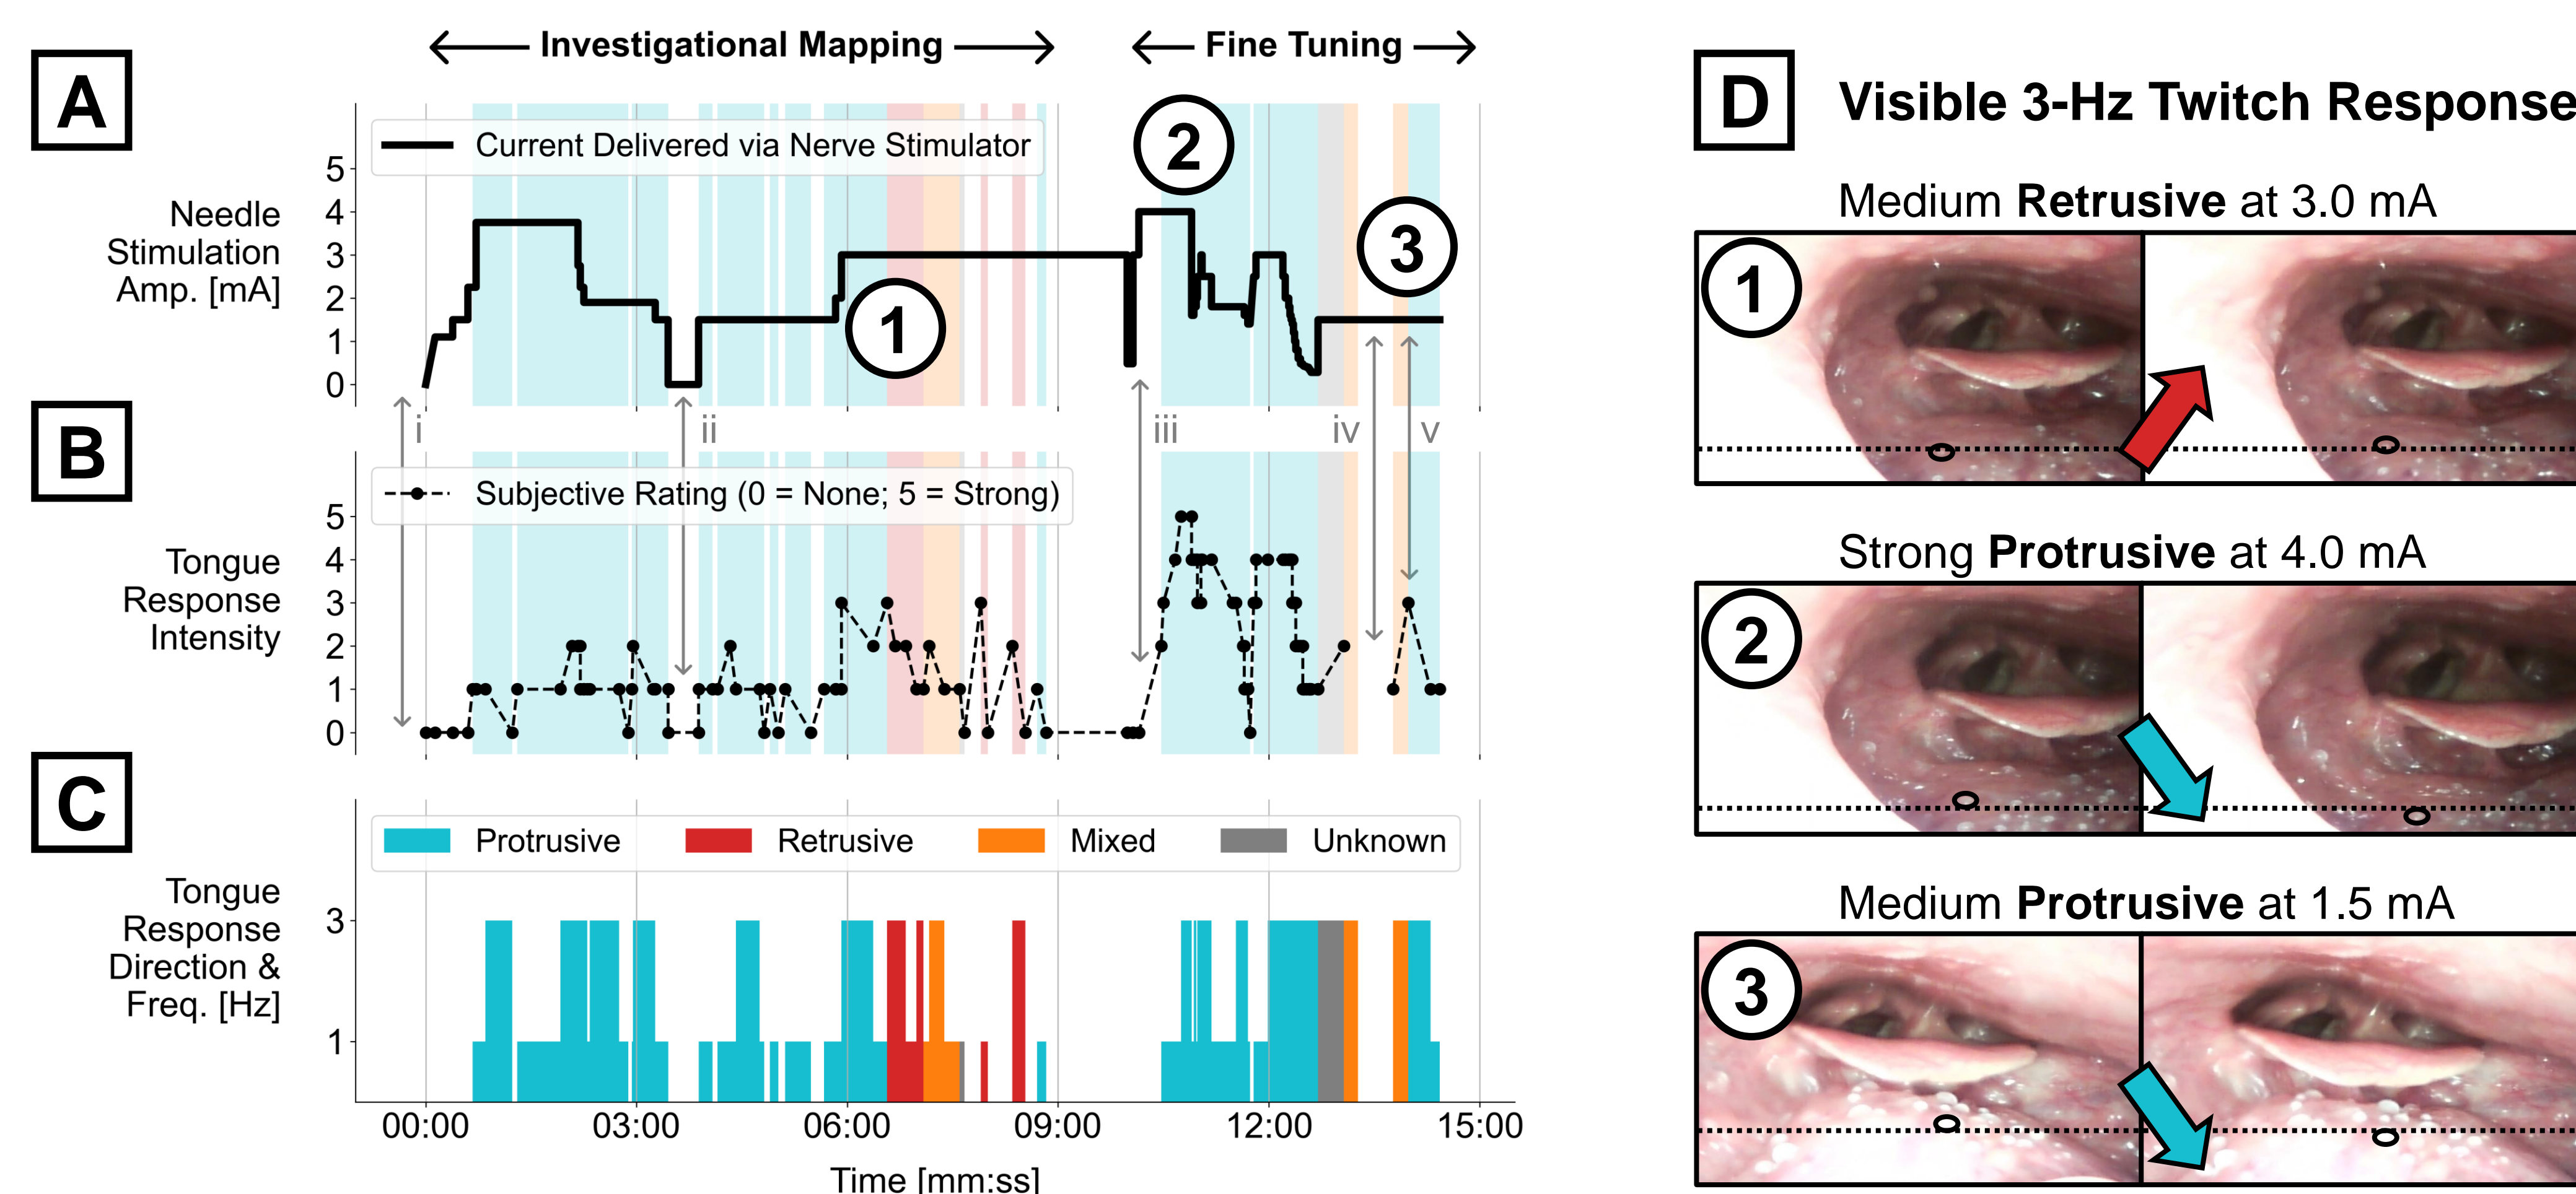 Investigational Mapping
Fine Tuning
A
Current Delivered via Nerve Stimulator
Needle
Stimulation
Amp. [mA]
5
4
3
2
1
0
1
2
3
i
ii
iii
iv
v
B
Subjective Rating (0 = None; 5 = Strong)
Tongue
Response
Intensity
5
4
3
2
1
0
C
Protrusive
Retrusive
Mixed
Unknown
Tongue
Response
Direction &
Freq. [Hz]
3
1
00:00
03:00
06:00
09:00
12:00
15:00
Time [mm:ss]
D
Visible 3-Hz Twitch Response
Medium Retrusive at 3.0 mA
1
Strong Protrusive at 4.0 mA
2
Medium Protrusive at 1.5 mA
3